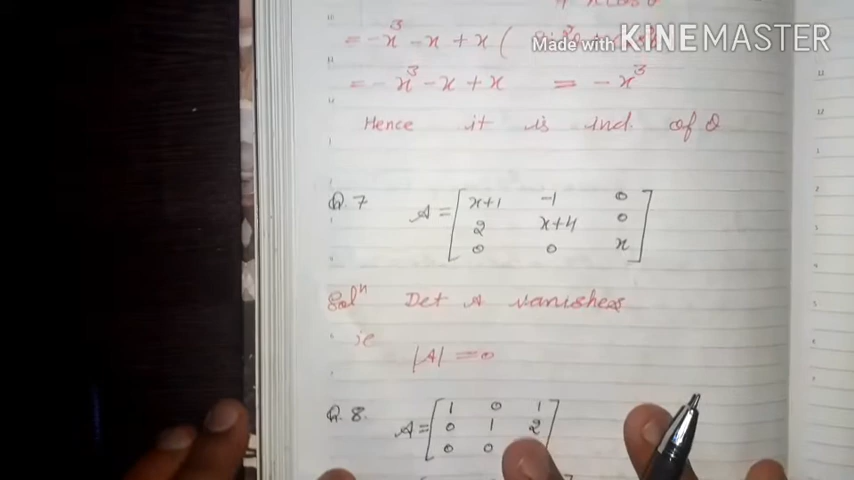 = -x³ -x +x (
Made with KINEMASTER
= -x³ -x +x = -x³
Hence it is ind. of θ
Q.7 A = [x+1 -1 0
2 x+4 0
0 0 x]
Solⁿ Det A vanishes
ie |A| = 0
Q.8. A = [1 0 1
0 1 2
0 0